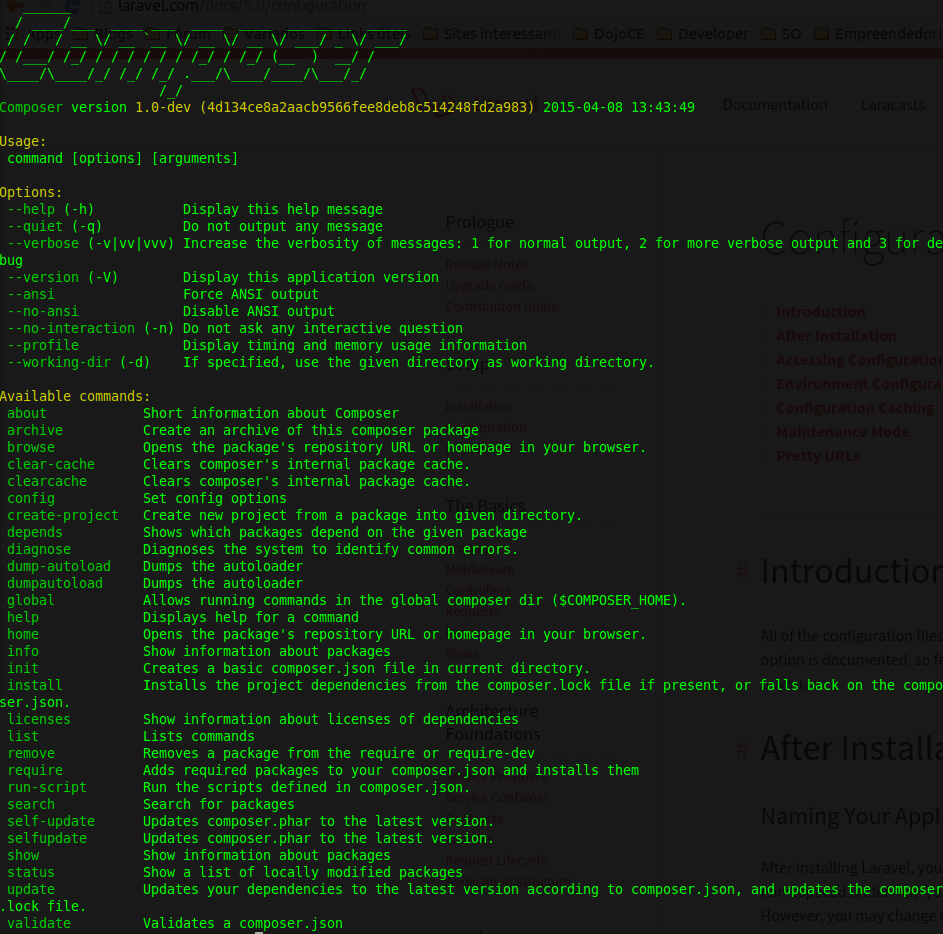 laravel.com/docs/5.0/configuration
Apps Blogs Forum Variados Links úteis Sites interessant DojoCE Developer SO Empreendedori
Composer version 1.0-dev (4d134ce8a2aacb9566fee8deb8c514248fd2a983) 2015-04-08 13:43:49
Documentation Laracasts
Usage:
command [options] [arguments]
Options:
--help (-h) Display this help message
--quiet (-q) Do not output any message
--verbose (-v|vv|vvv) Increase the verbosity of messages: 1 for normal output, 2 for more verbose output and 3 for de
bug
--version (-V) Display this application version
--ansi Force ANSI output
--no-ansi Disable ANSI output
--no-interaction (-n) Do not ask any interactive question
--profile Display timing and memory usage information
--working-dir (-d) If specified, use the given directory as working directory.
Available commands:
about Short information about Composer
archive Create an archive of this composer package
browse Opens the package's repository URL or homepage in your browser.
clear-cache Clears composer's internal package cache.
clearcache Clears composer's internal package cache.
config Set config options
create-project Create new project from a package into given directory.
depends Shows which packages depend on the given package
diagnose Diagnoses the system to identify common errors.
dump-autoload Dumps the autoloader
dumpautoload Dumps the autoloader
global Allows running commands in the global composer dir ($COMPOSER_HOME).
help Displays help for a command
home Opens the package's repository URL or homepage in your browser.
info Show information about packages
init Creates a basic composer.json file in current directory.
install Installs the project dependencies from the composer.lock file if present, or falls back on the compo
ser.json.
licenses Show information about licenses of dependencies
list Lists commands
remove Removes a package from the require or require-dev
require Adds required packages to your composer.json and installs them
run-script Run the scripts defined in composer.json.
search Search for packages
self-update Updates composer.phar to the latest version.
selfupdate Updates composer.phar to the latest version.
show Show information about packages
status Show a list of locally modified packages
update Updates your dependencies to the latest version according to composer.json, and updates the composer
.lock file.
validate Validates a composer.json
Prologue
Release Notes
Upgrade Guide
Contribution Guide
Installation
The Basics
Middleware
Views
Architecture
Foundations
Service Container
Request Lifecycle
Application Structure
Configura
Introduction
After Installation
Accessing Configuration
Environment Configura
Configuration Caching
Maintenance Mode
Pretty URLs
# Introduction
All of the configuration files
option is documented, so fe
# After Installa
Naming Your Appl
After installing Laravel, you
However, you may change t